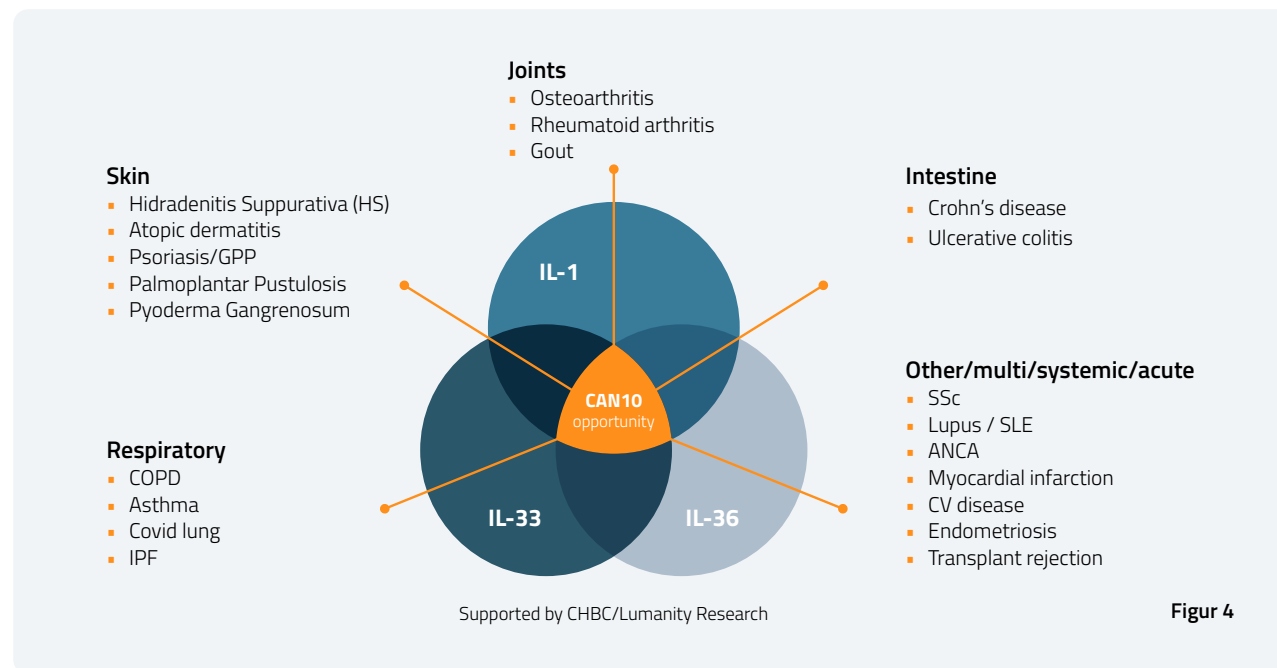 Joints
Osteoarthritis
Rheumatoid arthritis
Gout
Skin
Hidradenitis Suppurativa (HS)
Atopic dermatitis
Psoriasis/GPP
Palmoplantar Pustulosis
Pyoderma Gangrenosum
Intestine
Crohn’s disease
Ulcerative colitis
IL-1
CAN10
opportunity
IL-33
IL-36
Respiratory
COPD
Asthma
Covid lung
IPF
Other/multi/systemic/acute
SSc
Lupus / SLE
ANCA
Myocardial infarction
CV disease
Endometriosis
Transplant rejection
Supported by CHBC/Lumanity Research
Figur 4